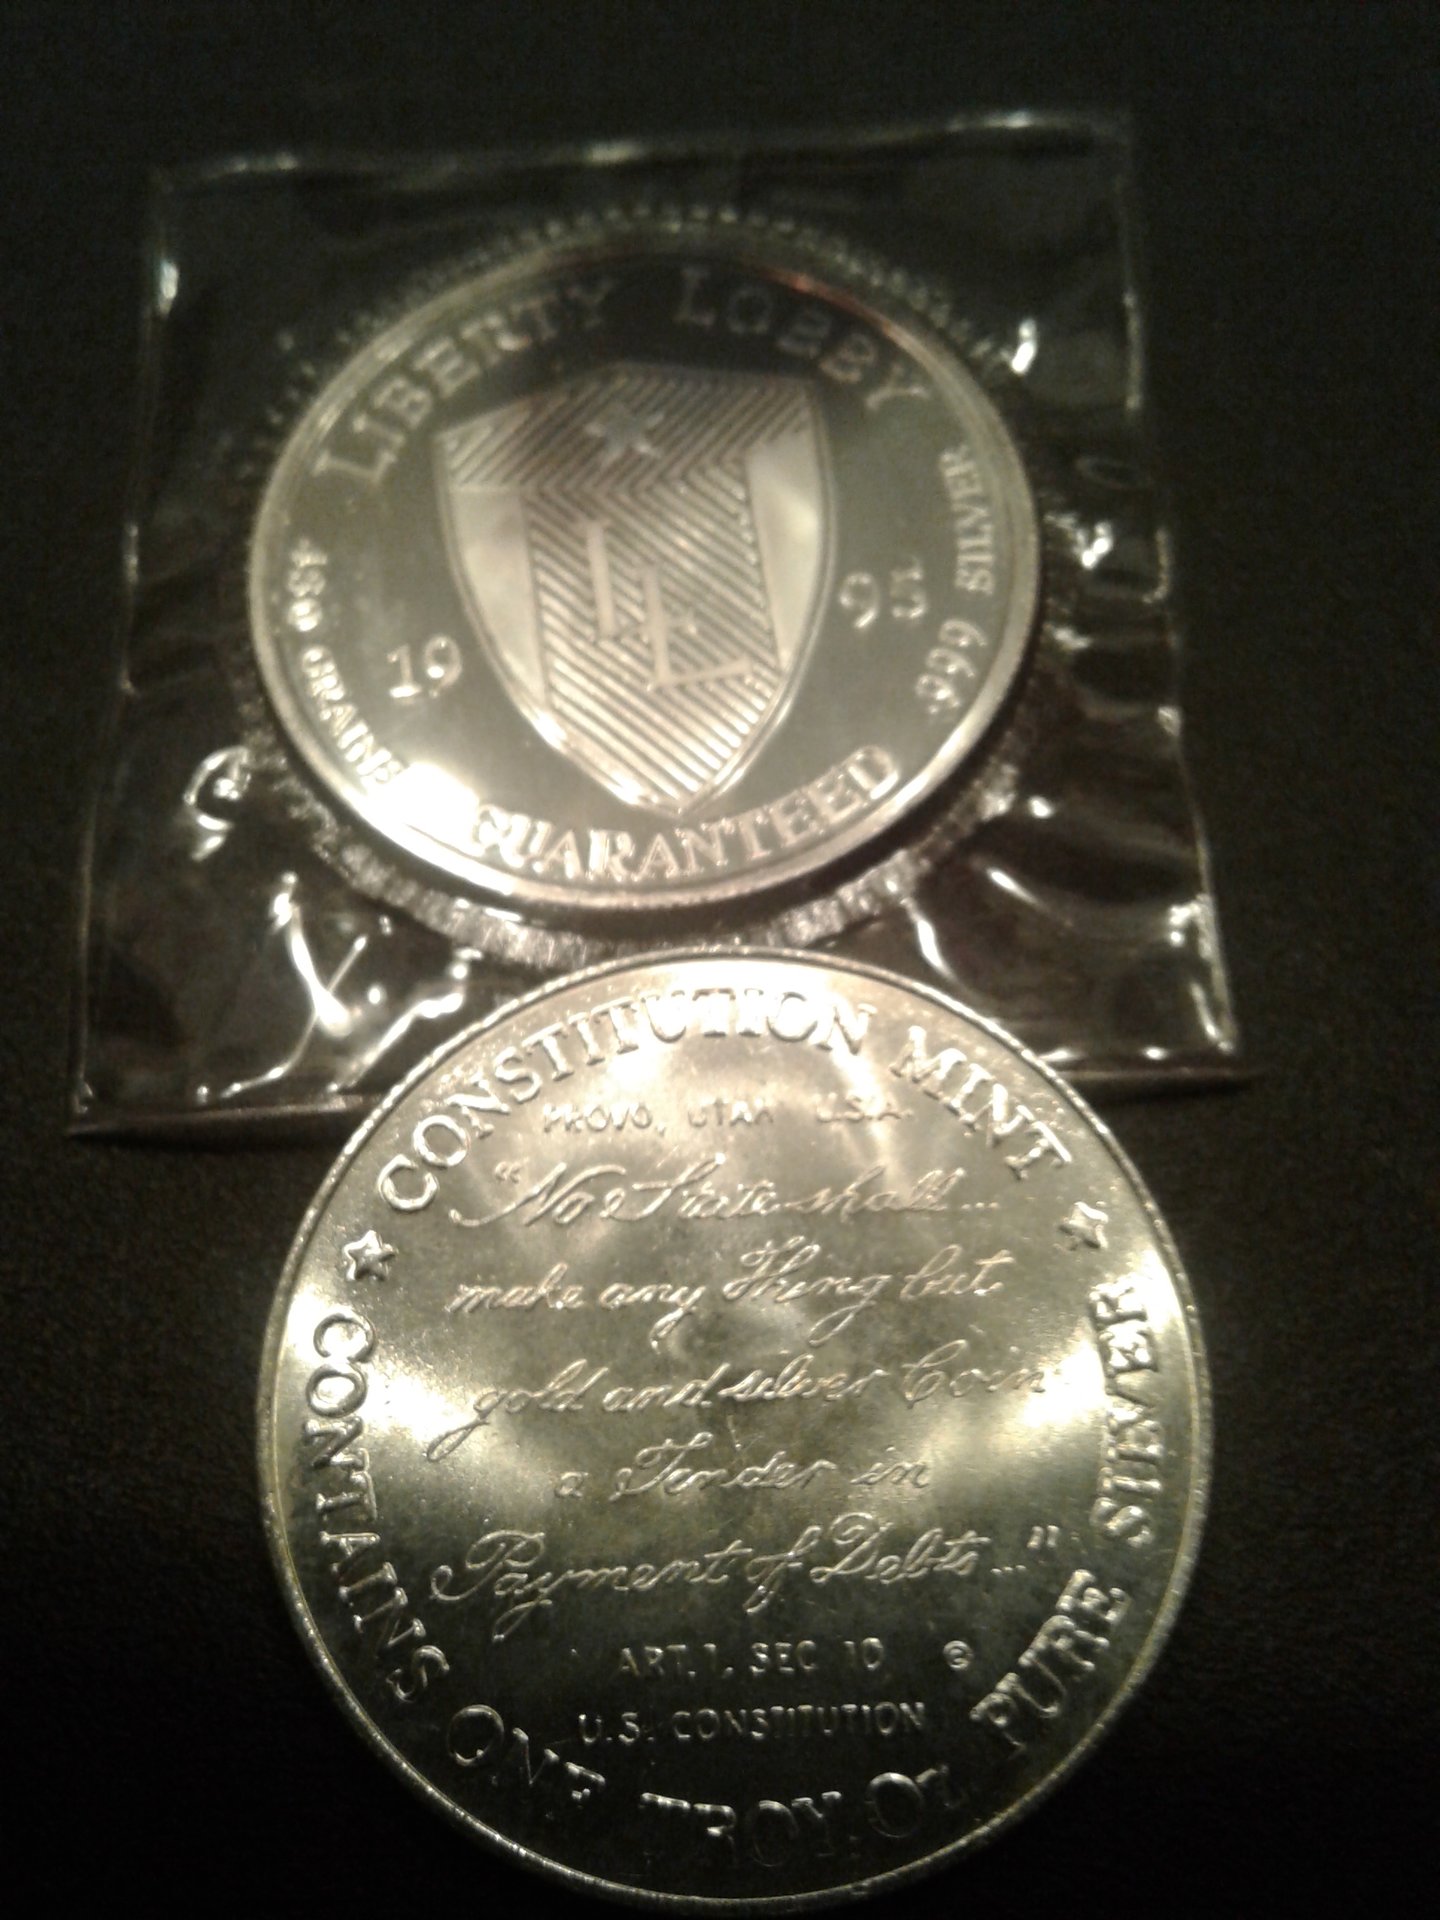 LIBERTY LOBBY
480 GRAINS
.999 SILVER
19 95
L L
GUARANTEED
CONSTITUTION MINT
PROVO, UTAH U.S.A.
"No State shall...
make any Thing but
gold and silver Coin
a Tender in
Payment of Debts..."
ART. 1, SEC 10 ©
U.S. CONSTITUTION
CONTAINS ONE TROY OZ PURE SILVER